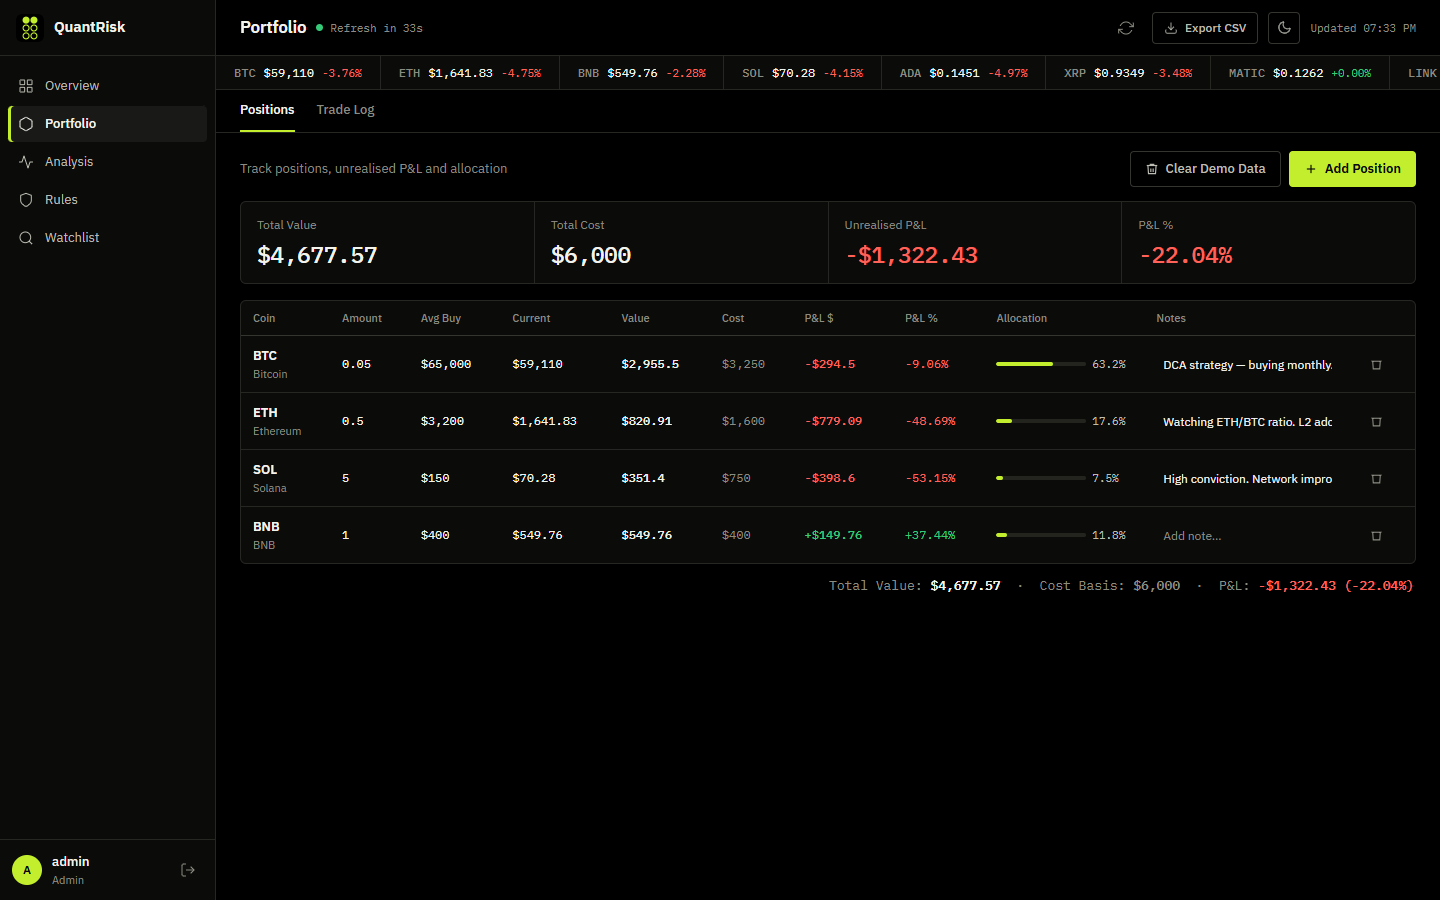 QuantRisk
Portfolio
Refresh in 33s
Export CSV
Updated 07:33 PM
BTC $59,110 -3.76%
ETH $1,641.83 -4.75%
BNB $549.76 -2.28%
SOL $70.28 -4.15%
ADA $0.1451 -4.97%
XRP $0.9349 -3.48%
MATIC $0.1262 +0.00%
LINK
Overview
Portfolio
Analysis
Rules
Watchlist
Positions
Trade Log
Track positions, unrealised P&L and allocation
Clear Demo Data
+ Add Position
Total Value
$4,677.57
Total Cost
$6,000
Unrealised P&L
-$1,322.43
P&L %
-22.04%
Coin Amount Avg Buy Current Value Cost P&L $ P&L % Allocation Notes
BTC
Bitcoin
0.05 $65,000 $59,110 $2,955.5 $3,250 -$294.5 -9.06% 63.2% DCA strategy — buying monthly.
ETH
Ethereum
0.5 $3,200 $1,641.83 $820.91 $1,600 -$779.09 -48.69% 17.6% Watching ETH/BTC ratio. L2
SOL
Solana
5 $150 $70.28 $351.4 $750 -$398.6 -53.15% 7.5% High conviction. Network impro
BNB
BNB
1 $400 $549.76 $549.76 $400 +$149.76 +37.44% 11.8% Add note...
Total Value: $4,677.57 · Cost Basis: $6,000 · P&L: -$1,322.43 (-22.04%)
A
admin
Admin